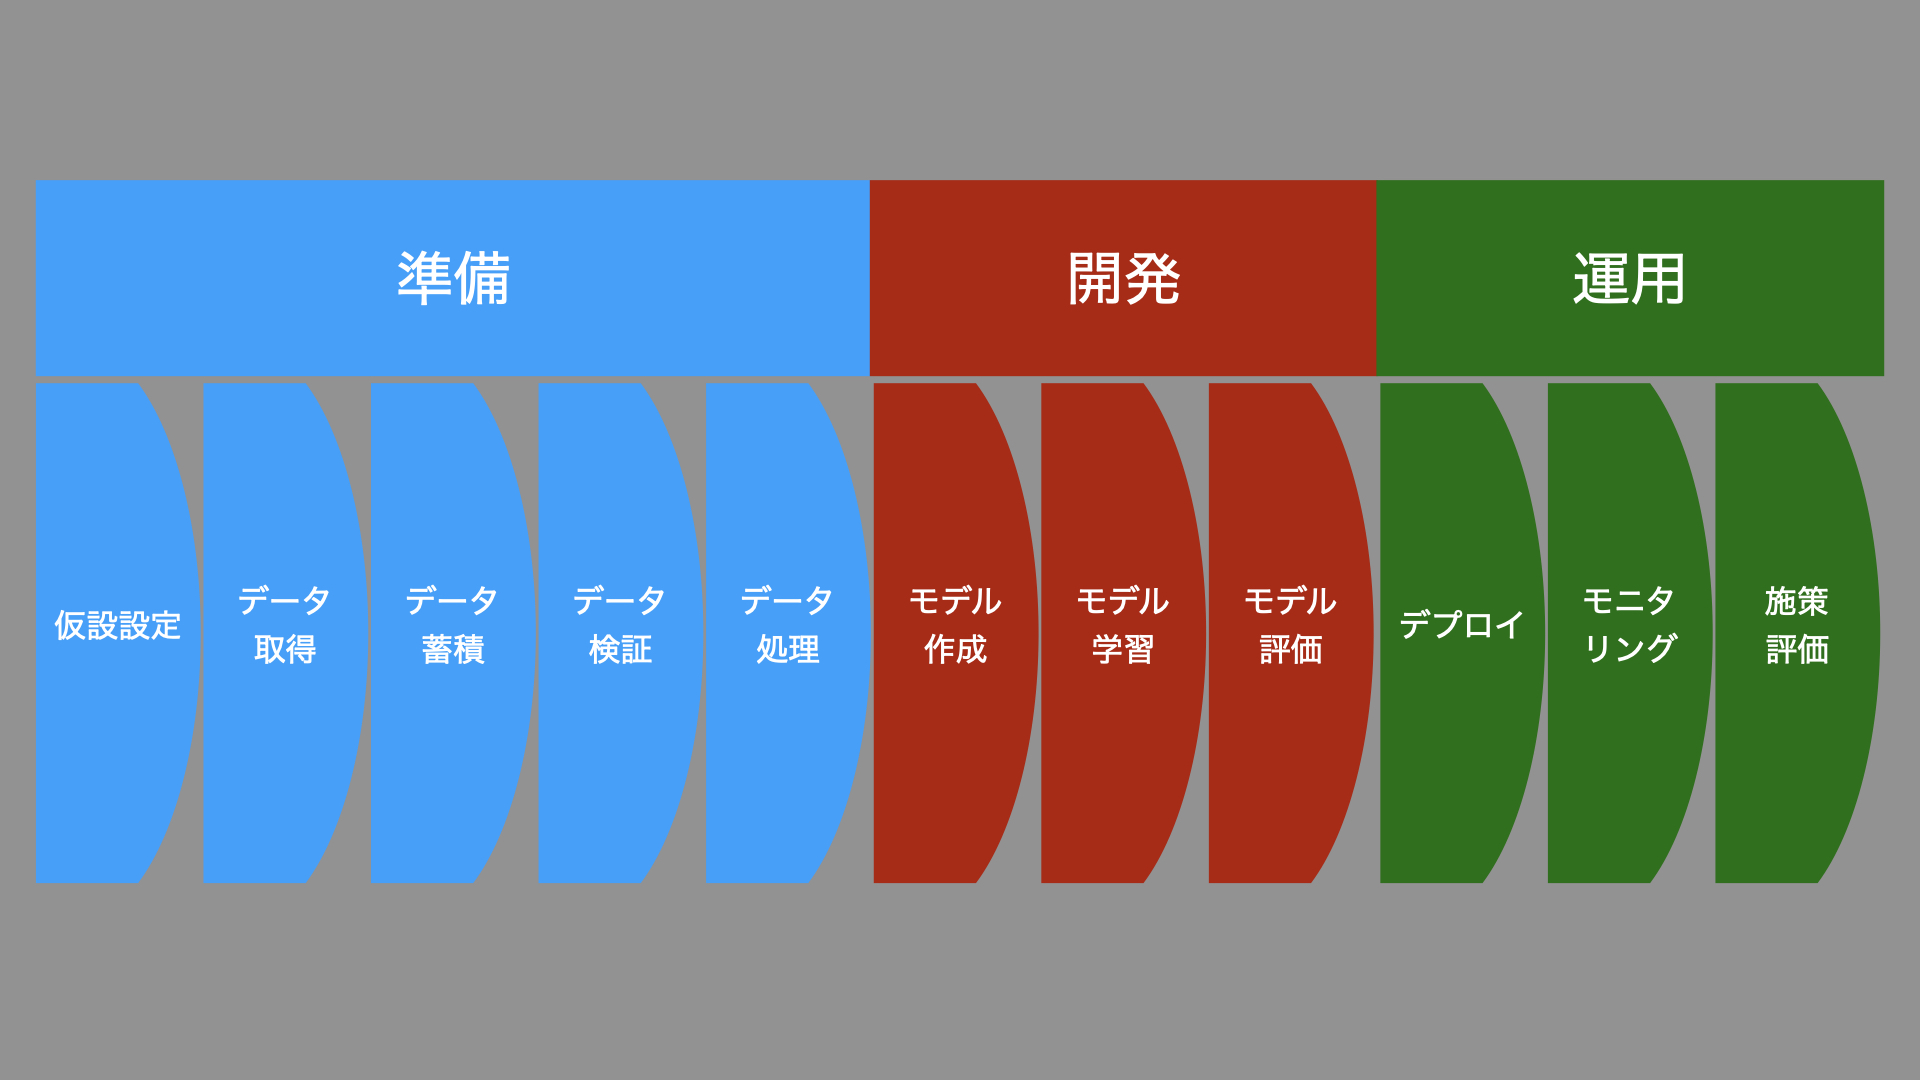 準備
開発
運用
仮設設定
データ
取得
データ
蓄積
データ
検証
データ
処理
モデル
作成
モデル
学習
モデル
評価
デプロイ
モニタ
リング
施策
評価